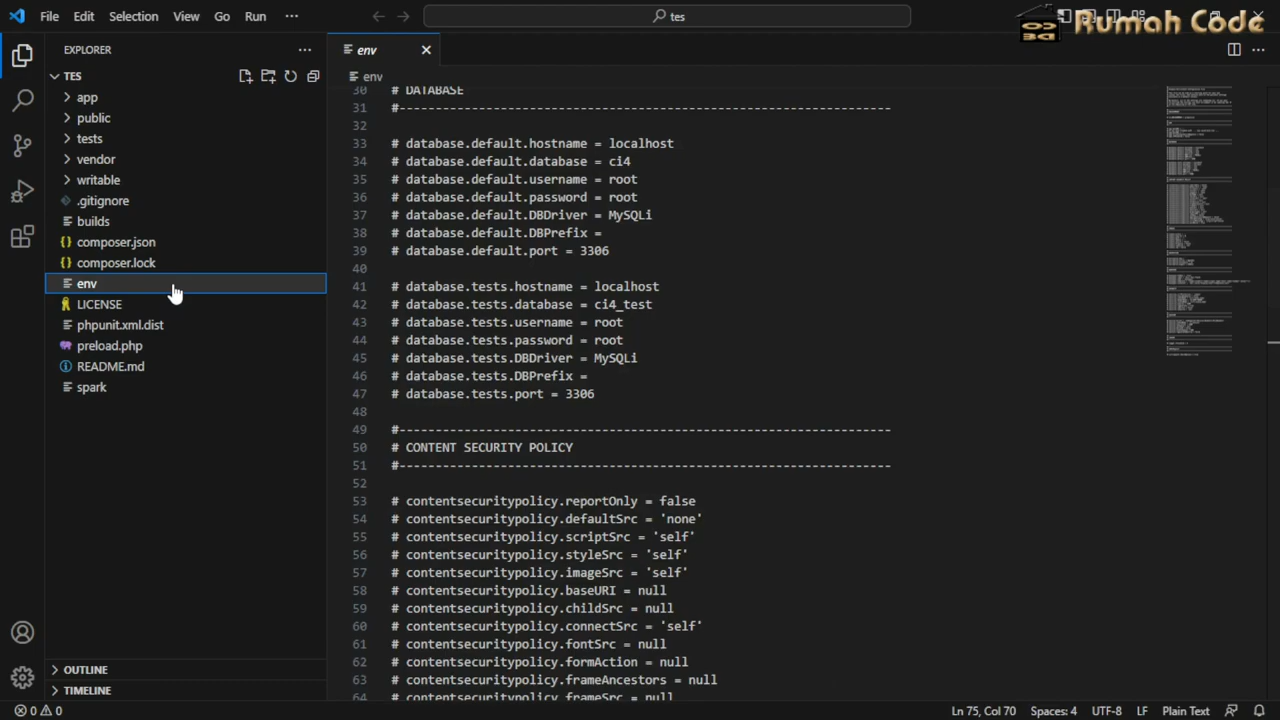 File Edit Selection View Go Run ··· tes
CO
DE
Rumah Code
EXPLORER
env
TES
env
app
public
tests
vendor
writable
.gitignore
builds
composer.json
composer.lock
env
LICENSE
phpunit.xml.dist
preload.php
README.md
spark
OUTLINE
TIMELINE
30 # DATABASE
31 #-------------------------------------------------------------------
32
33 # database.default.hostname = localhost
34 # database.default.database = ci4
35 # database.default.username = root
36 # database.default.password = root
37 # database.default.DBDriver = MySQLi
38 # database.default.DBPrefix =
39 # database.default.port = 3306
40
41 # database.tests.hostname = localhost
42 # database.tests.database = ci4_test
43 # database.tests.username = root
44 # database.tests.password = root
45 # database.tests.DBDriver = MySQLi
46 # database.tests.DBPrefix =
47 # database.tests.port = 3306
48
49 #-------------------------------------------------------------------
50 # CONTENT SECURITY POLICY
51 #-------------------------------------------------------------------
52
53 # contentsecuritypolicy.reportOnly = false
54 # contentsecuritypolicy.defaultSrc = 'none'
55 # contentsecuritypolicy.scriptSrc = 'self'
56 # contentsecuritypolicy.styleSrc = 'self'
57 # contentsecuritypolicy.imageSrc = 'self'
58 # contentsecuritypolicy.baseURI = null
59 # contentsecuritypolicy.childSrc = null
60 # contentsecuritypolicy.connectSrc = 'self'
61 # contentsecuritypolicy.fontSrc = null
62 # contentsecuritypolicy.formAction = null
63 # contentsecuritypolicy.frameAncestors = null
64 # contentsecuritypolicy.frameSrc = null
0 0
Ln 75, Col 70 Spaces: 4 UTF-8 LF Plain Text